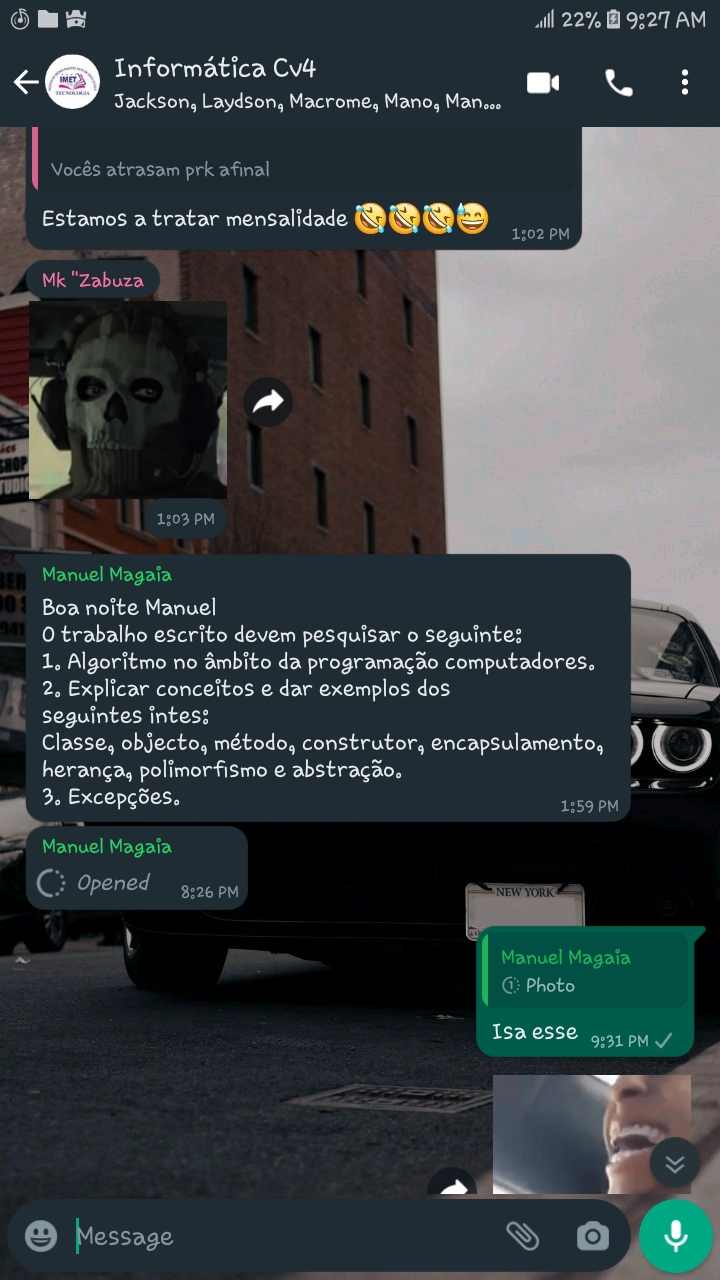 22% 9:27 AM
Informática Cv4
IMET
TECNOLOGIA
Jackson, Laydson, Macrome, Mano, Man...
Vocês atrasam prk afinal
Estamos a tratar mensalidade 🤣🤣🤣😅
1:02 PM
Mk "Zabuza
1:03 PM
Manuel Magaia
Boa noite Manuel
O trabalho escrito devem pesquisar o seguinte:
1. Algoritmo no âmbito da programação computadores.
2. Explicar conceitos e dar exemplos dos
seguintes intes:
Classe, objecto, método, construtor, encapsulamento,
herança, polimorfismo e abstração.
3. Excepções.
1:59 PM
Manuel Magaia
Opened 8:26 PM
NEW YORK
Manuel Magaia
1 Photo
Isa esse 9:31 PM
Message